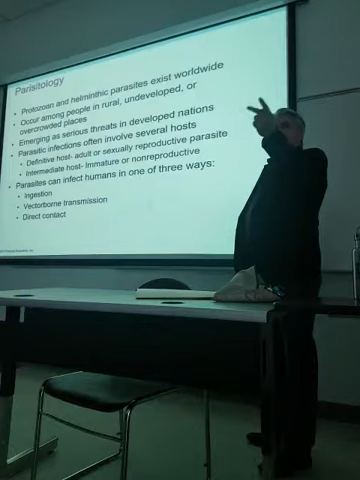 Parisitology
• Protozoan and helminthic parasites exist worldwide
• Occur among people in rural, undeveloped, or
overcrowded places
• Emerging as serious threats in developed nations
• Parasitic infections often involve several hosts
• Definitive host- adult or sexually reproductive parasite
• Intermediate host- Immature or nonreproductive
• Parasites can infect humans in one of three ways:
• Ingestion
• Vectorborne transmission
• Direct contact